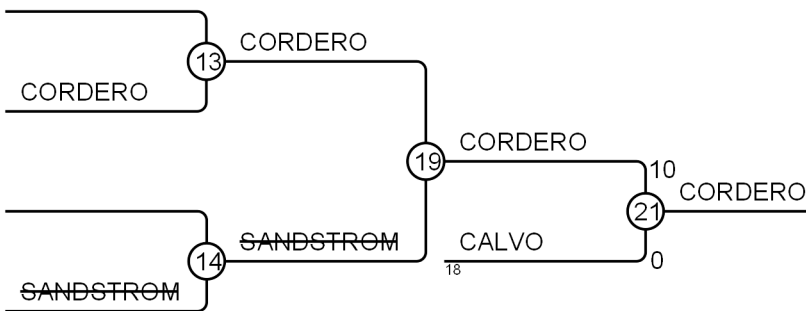 CORDERO
13
CORDERO
19
CORDERO
10
21
CORDERO
SANDSTROM
14
SANDSTROM
CALVO
18
0